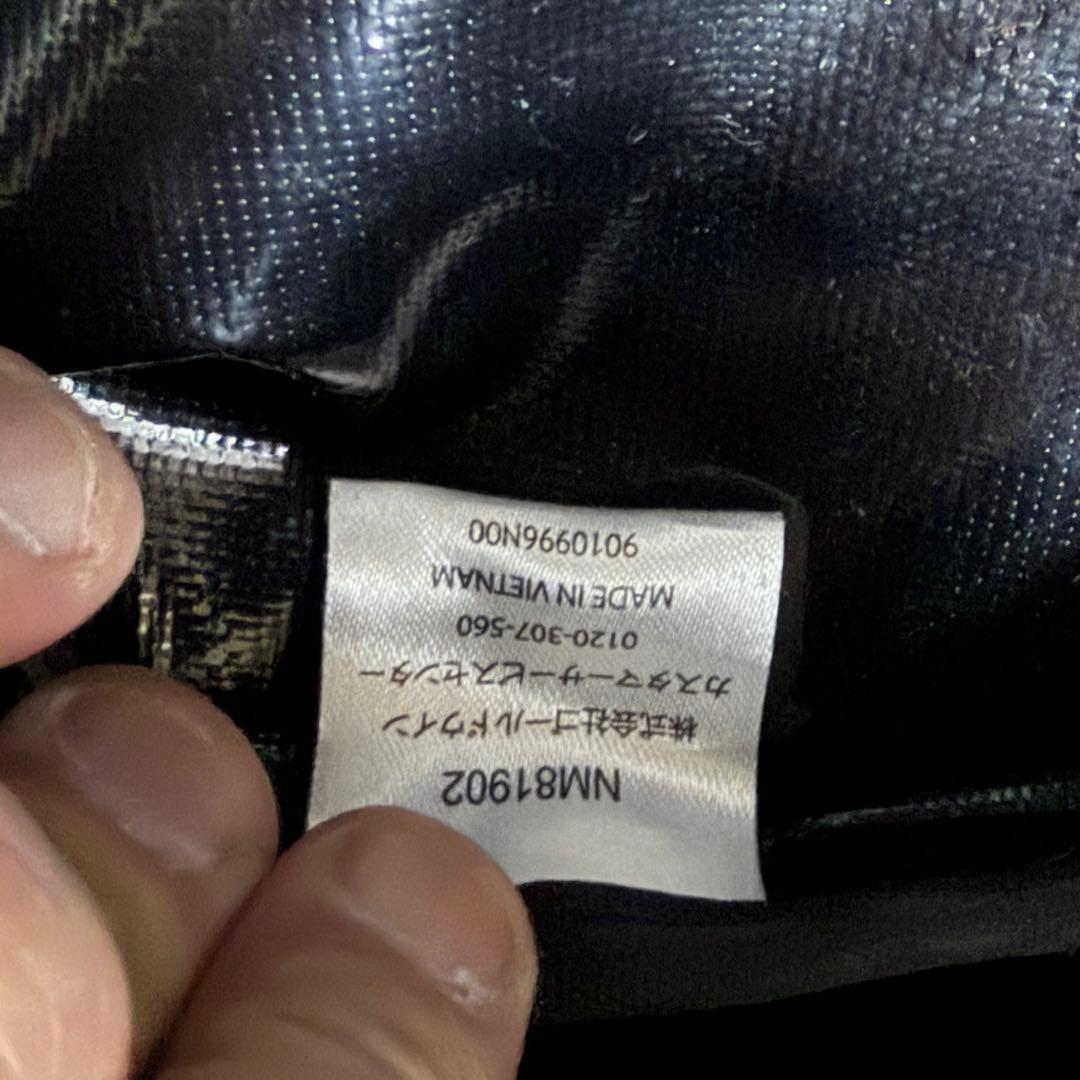 NM81902
株式会社ゴールドウイン
カスタマーサービスセンター
0120-307-560
MADE IN VIETNAM
9010996N00